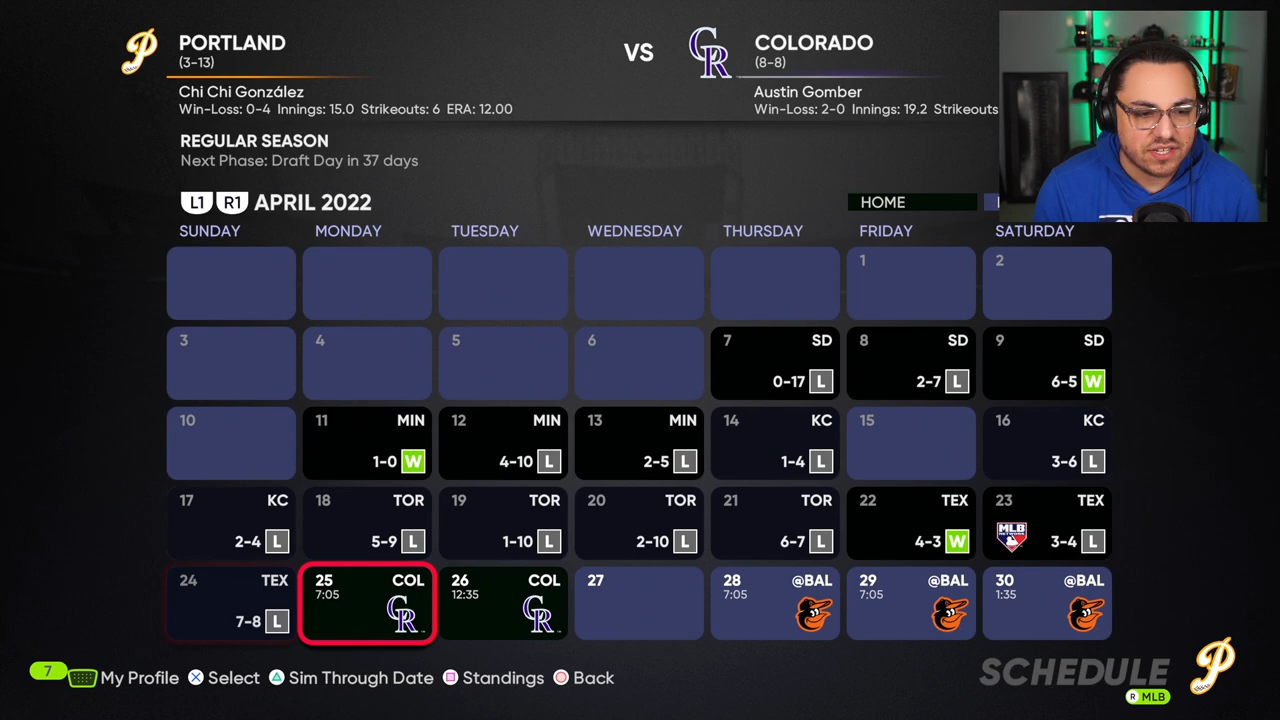 PORTLAND
(3-13)
VS
COLORADO
(8-8)
Chi Chi González
Win-Loss: 0-4 Innings: 15.0 Strikeouts: 6 ERA: 12.00
Austin Gomber
Win-Loss: 2-0 Innings: 19.2 Strikeouts
REGULAR SEASON
Next Phase: Draft Day in 37 days
L1 R1 APRIL 2022
HOME
SUNDAY MONDAY TUESDAY WEDNESDAY THURSDAY FRIDAY SATURDAY
1 2
3 4 5 6 7 SD 8 SD 9 SD
0-17 L 2-7 L 6-5 W
10 11 MIN 12 MIN 13 MIN 14 KC 15 16 KC
1-0 W 4-10 L 2-5 L 1-4 L 3-6 L
17 KC 18 TOR 19 TOR 20 TOR 21 TOR 22 TEX 23 TEX
MLB NETWORK
2-4 L 5-9 L 1-10 L 2-10 L 6-7 L 4-3 W 3-4 L
24 TEX 25 COL 26 COL 27 28 @BAL 29 @BAL 30 @BAL
7:05 12:35 7:05 7:05 1:35
7-8 L CR CR
7 My Profile Select Sim Through Date Standings Back
SCHEDULE P
R MLB